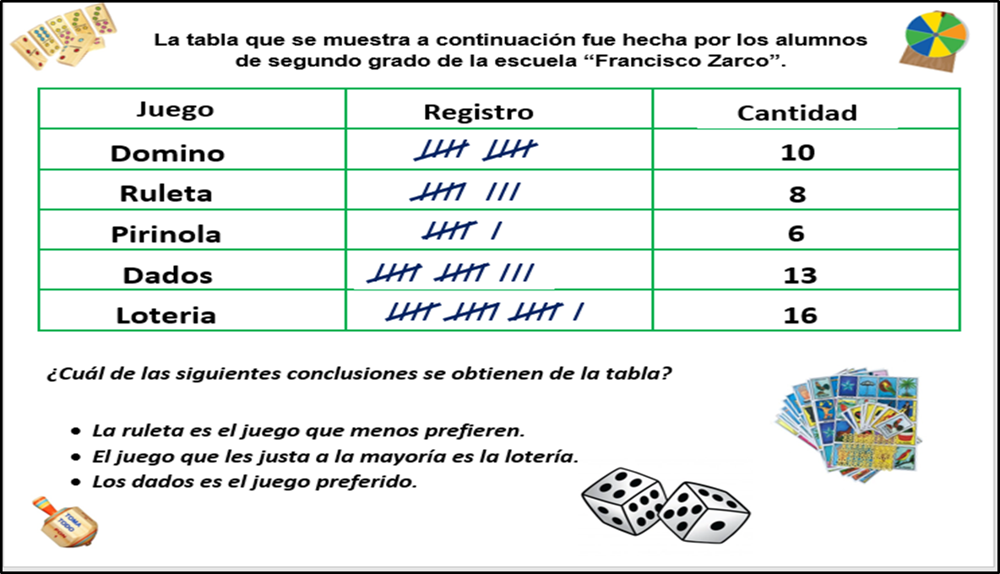 La tabla que se muestra a continuación fue hecha por los alumnos
de segundo grado de la escuela “Francisco Zarco”.
Juego Registro Cantidad
Domino 10
Ruleta 8
Pirinola 6
Dados 13
Loteria 16
¿Cuál de las siguientes conclusiones se obtienen de la tabla?
• La ruleta es el juego que menos prefieren.
• El juego que les justa a la mayoría es la lotería.
• Los dados es el juego preferido.
TOMA
TODO